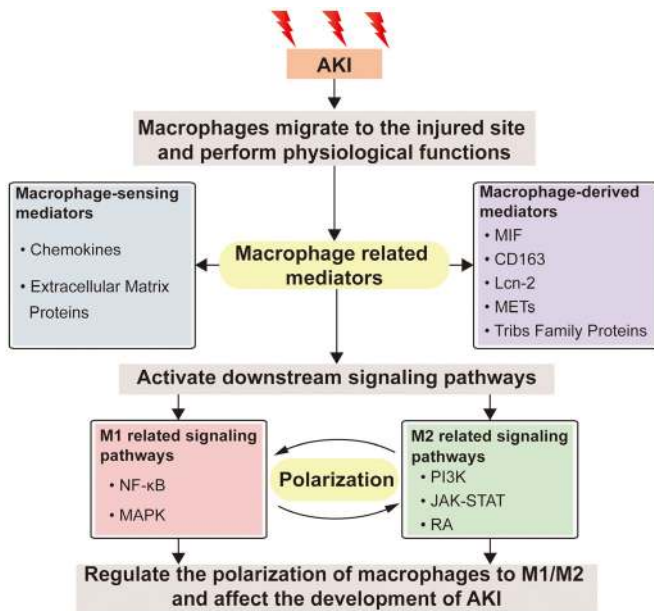 AKI
Macrophages migrate to the injured site
and perform physiological functions
Macrophage-sensing
mediators
• Chemokines
• Extracellular Matrix
Proteins
Macrophage related
mediators
Macrophage-derived
mediators
• MIF
• CD163
• Lcn-2
• METs
• Tribs Family Proteins
Activate downstream signaling pathways
M1 related signaling
pathways
• NF-κB
• MAPK
Polarization
M2 related signaling
pathways
• PI3K
• JAK-STAT
• RA
Regulate the polarization of macrophages to M1/M2
and affect the development of AKI